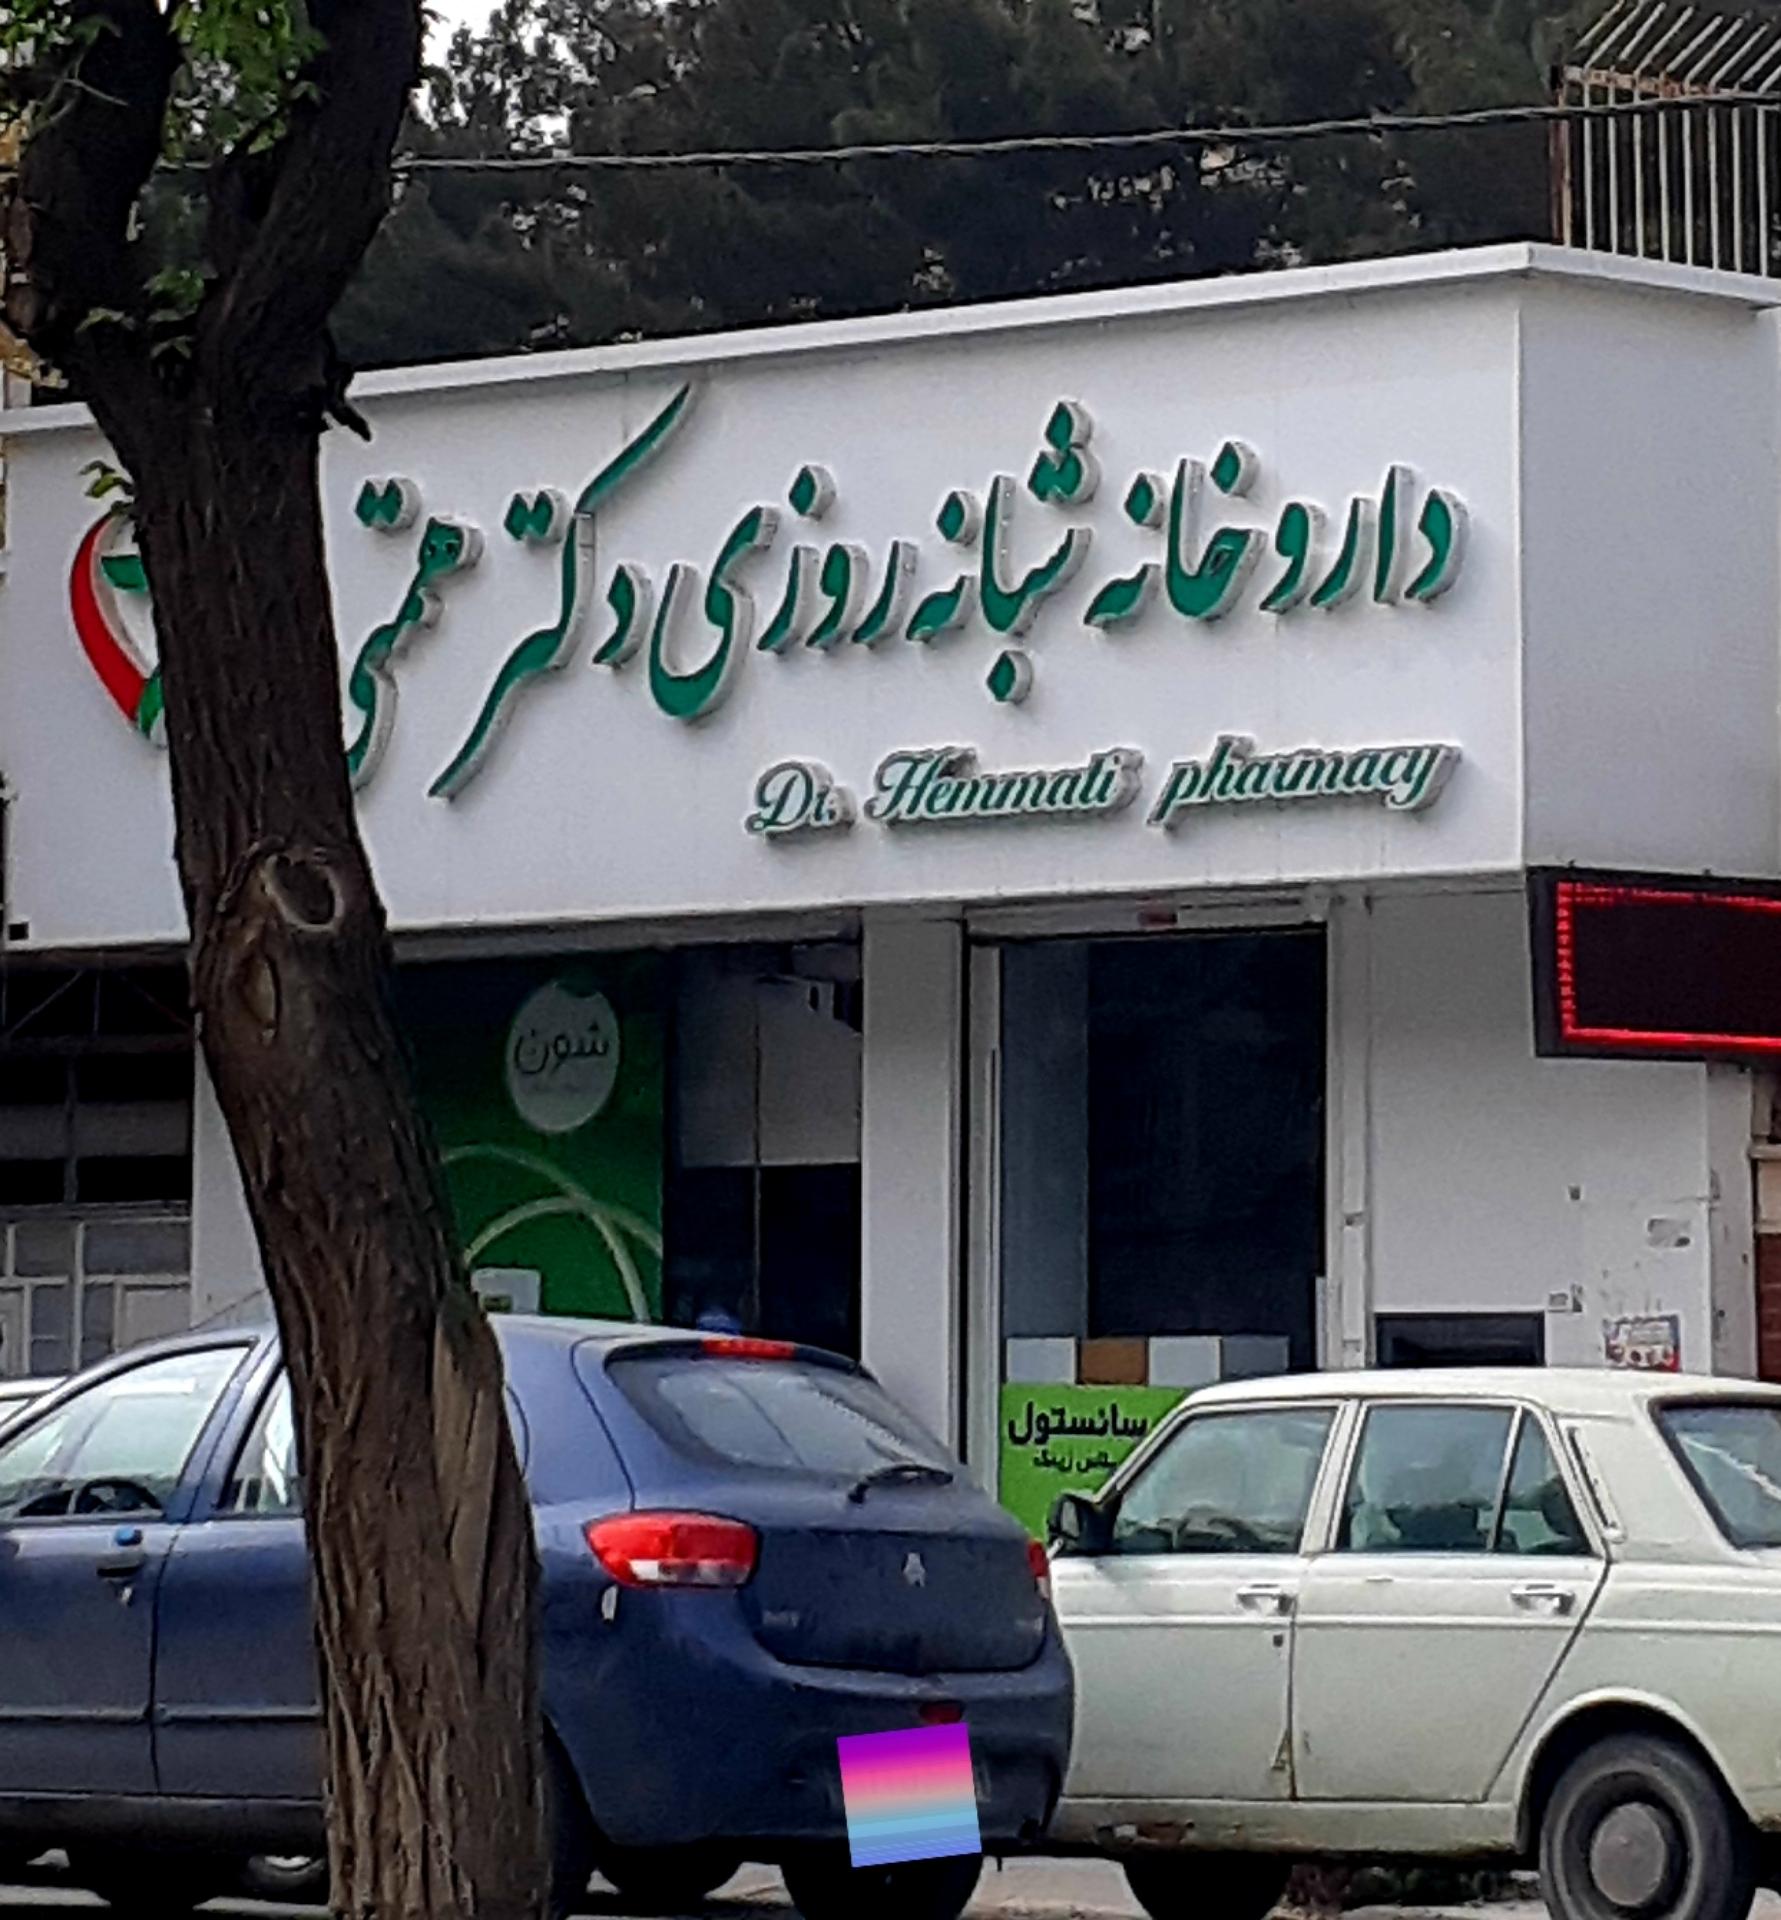 داروخانه شبانه روزی دکتر همتی
Dr. Hemmati pharmacy
شون
سانستول